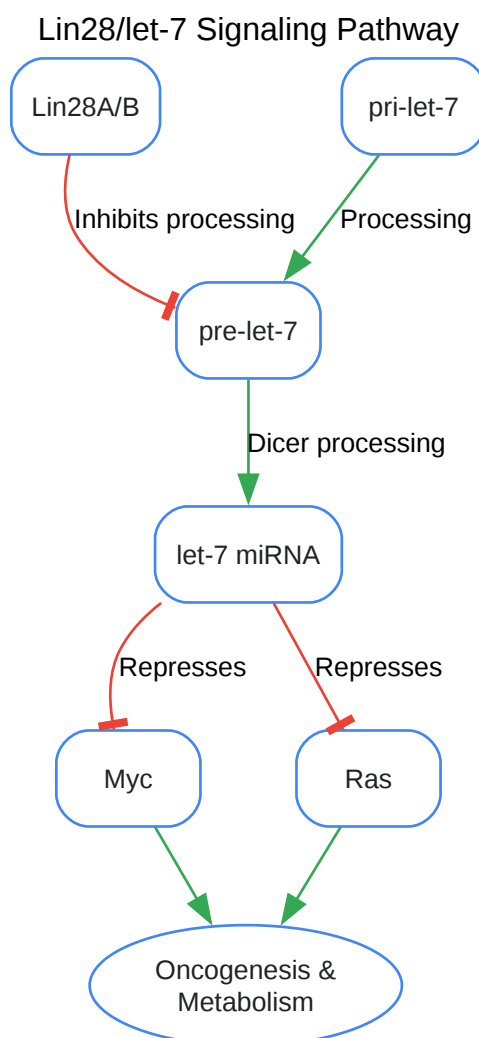 Lin28/let-7 Signaling Pathway
Lin28A/B
pri-let-7
Inhibits processing
Processing
pre-let-7
Dicer processing
let-7 miRNA
Represses
Represses
Myc
Ras
Oncogenesis &
Metabolism